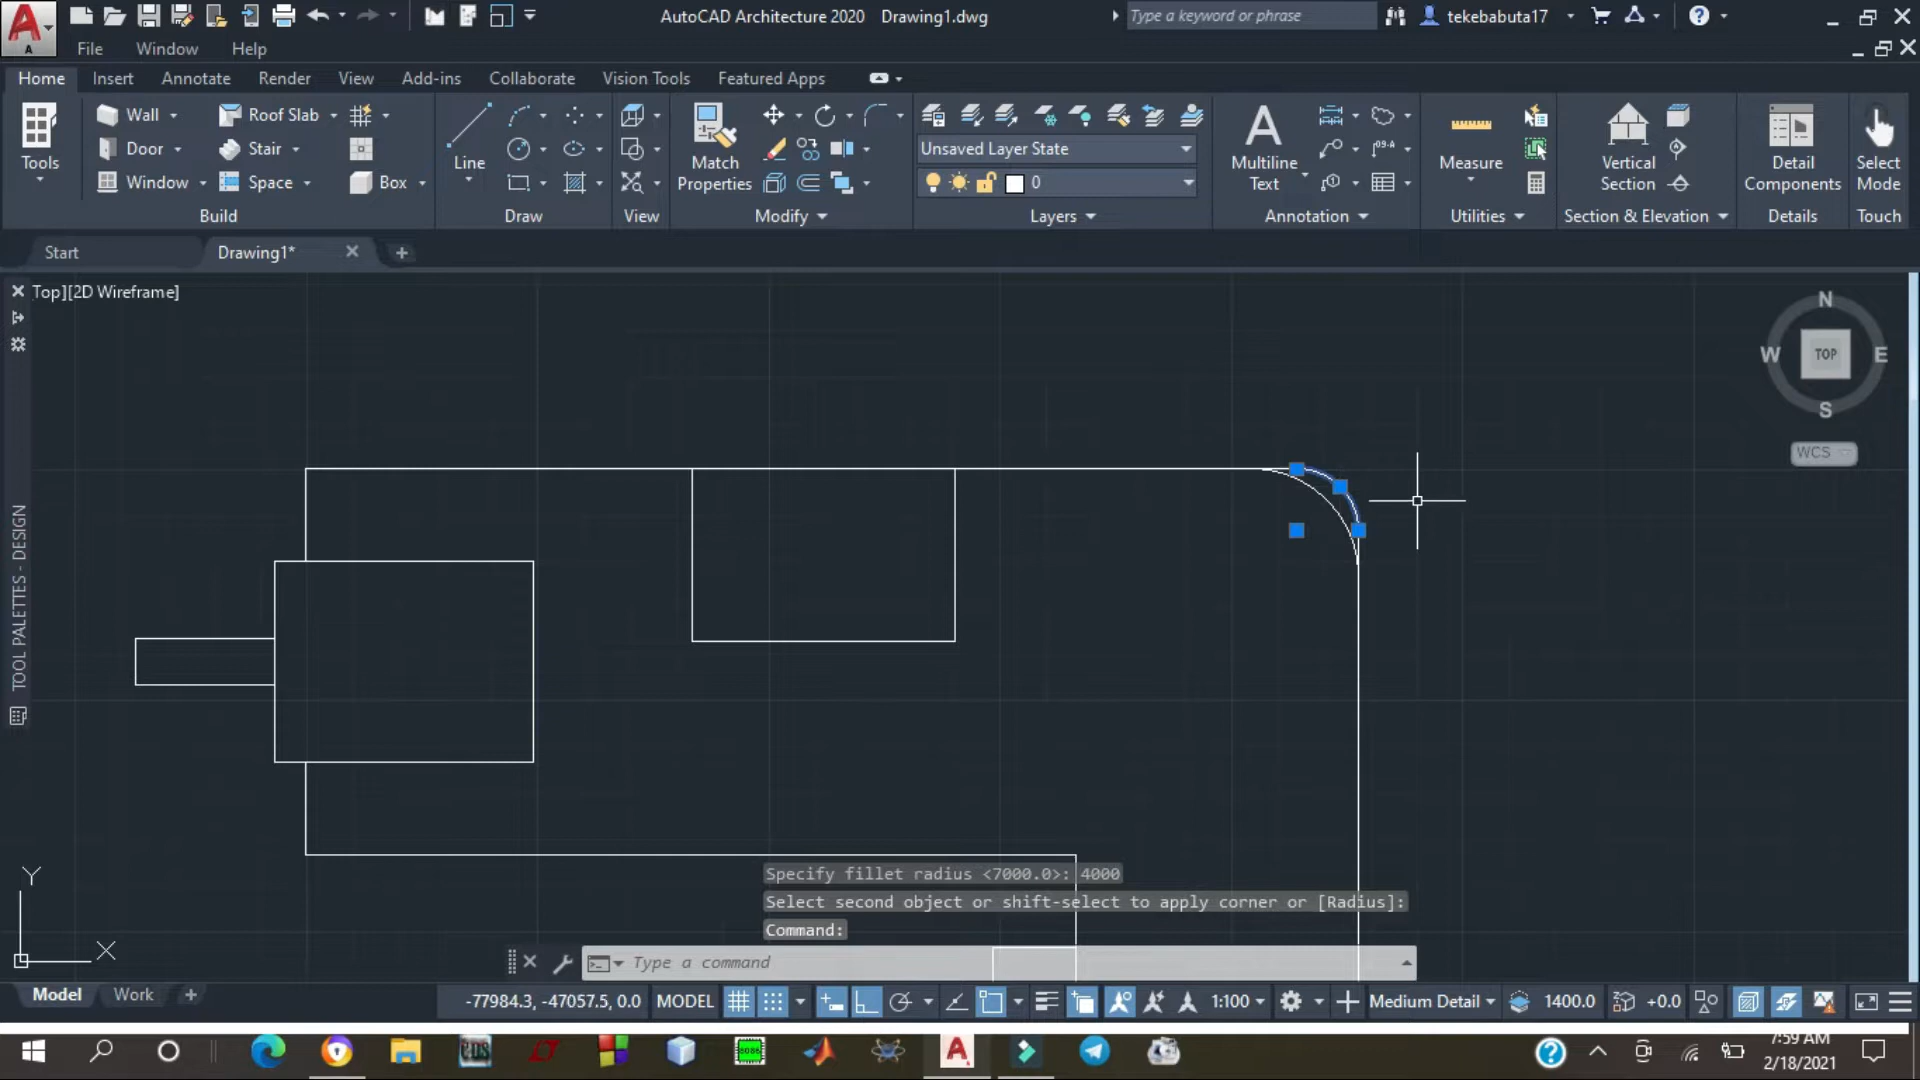 AutoCAD Architecture 2020 Drawing1.dwg
Type a keyword or phrase
tekebabuta17
File Window Help
Home Insert Annotate Render View Add-ins Collaborate Vision Tools Featured Apps
Wall Roof Slab
Door Stair
Window Space Box
Tools
Line
Match Properties
Unsaved Layer State
0
Multiline Text
Measure
Vertical Section
Detail Components
Select Mode
Build Draw View Modify Layers Annotation Utilities Section & Elevation Details Touch
Start Drawing1*
Top][2D Wireframe]
N
W TOP E
S
WCS
TOOL PALETTES - DESIGN
Y
X
Specify fillet radius <7000.0>: 4000
Select second object or shift-select to apply corner or [Radius]:
Command:
Type a command
Model Work
-77984.3, -47057.5, 0.0 MODEL 1:100 Medium Detail 1400.0 +0.0
7:59 AM
2/18/2021